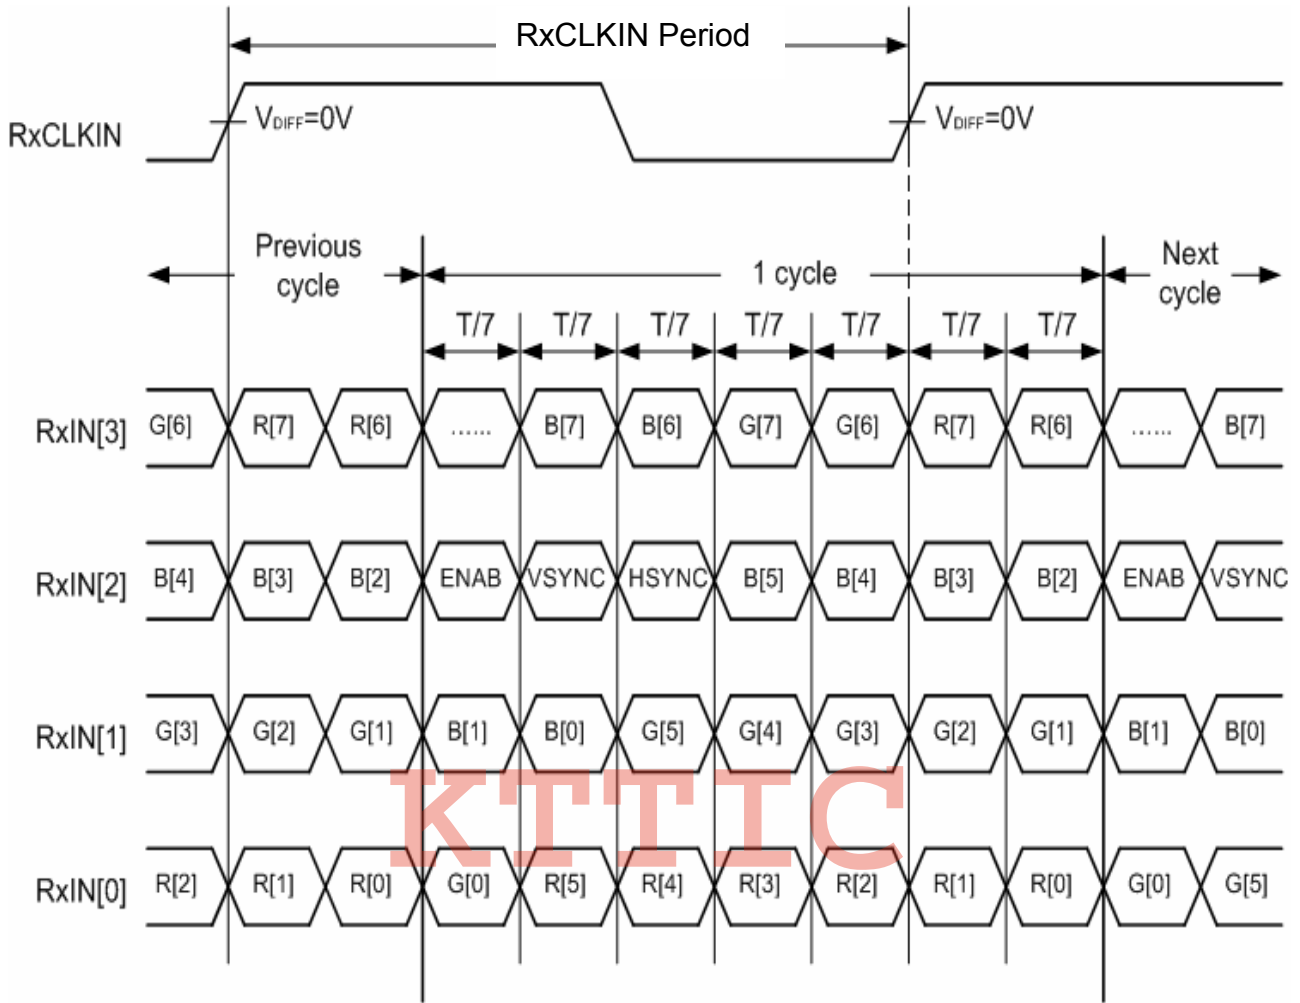 RxCLKIN Period
RxCLKIN VDIFF=0V VDIFF=0V
Previous cycle 1 cycle Next cycle
T/7 T/7 T/7 T/7 T/7 T/7 T/7
RxIN[3] G[6] R[7] R[6] ...... B[7] B[6] G[7] G[6] R[7] R[6] ...... B[7]
RxIN[2] B[4] B[3] B[2] ENAB VSYNC HSYNC B[5] B[4] B[3] B[2] ENAB VSYNC
RxIN[1] G[3] G[2] G[1] B[1] B[0] G[5] G[4] G[3] G[2] G[1] B[1] B[0]
KTTIC
RxIN[0] R[2] R[1] R[0] G[0] R[5] R[4] R[3] R[2] R[1] R[0] G[0] G[5]